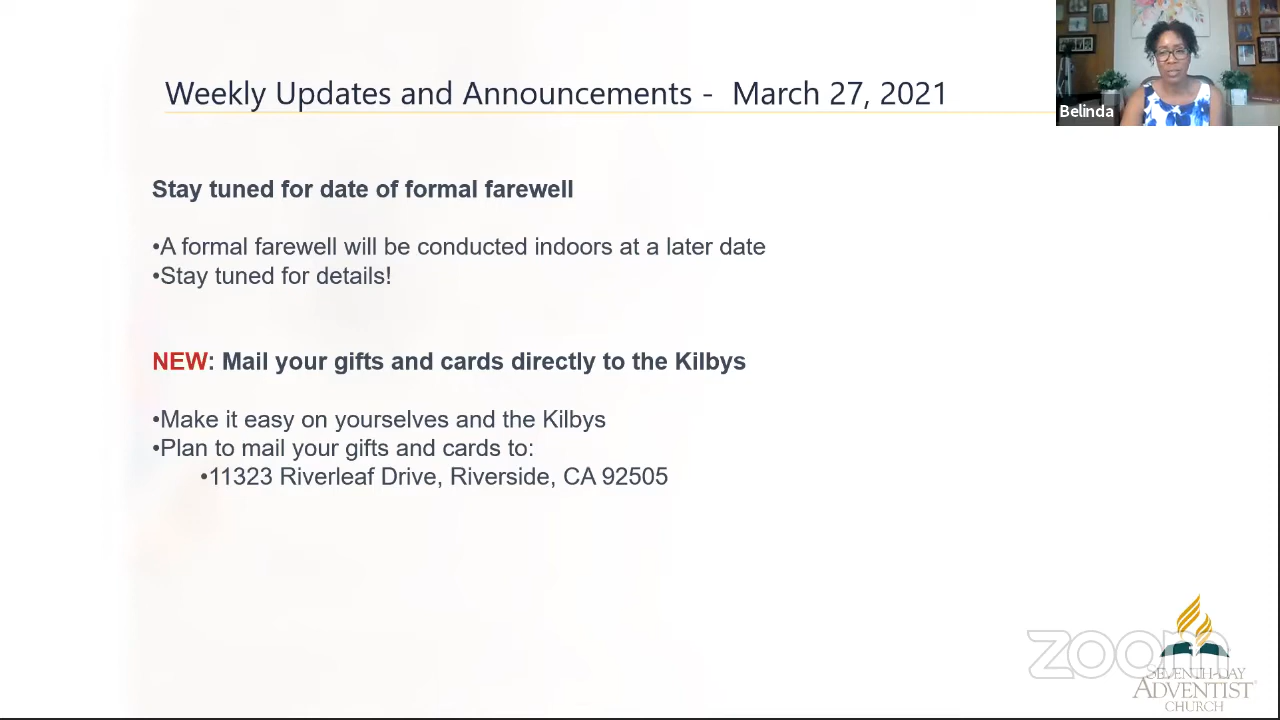 Weekly Updates and Announcements - March 27, 2021
Belinda
Stay tuned for date of formal farewell
•A formal farewell will be conducted indoors at a later date
•Stay tuned for details!
NEW: Mail your gifts and cards directly to the Kilbys
•Make it easy on yourselves and the Kilbys
•Plan to mail your gifts and cards to:
•11323 Riverleaf Drive, Riverside, CA 92505
zoom
SEVENTH-DAY
ADVENTIST
CHURCH